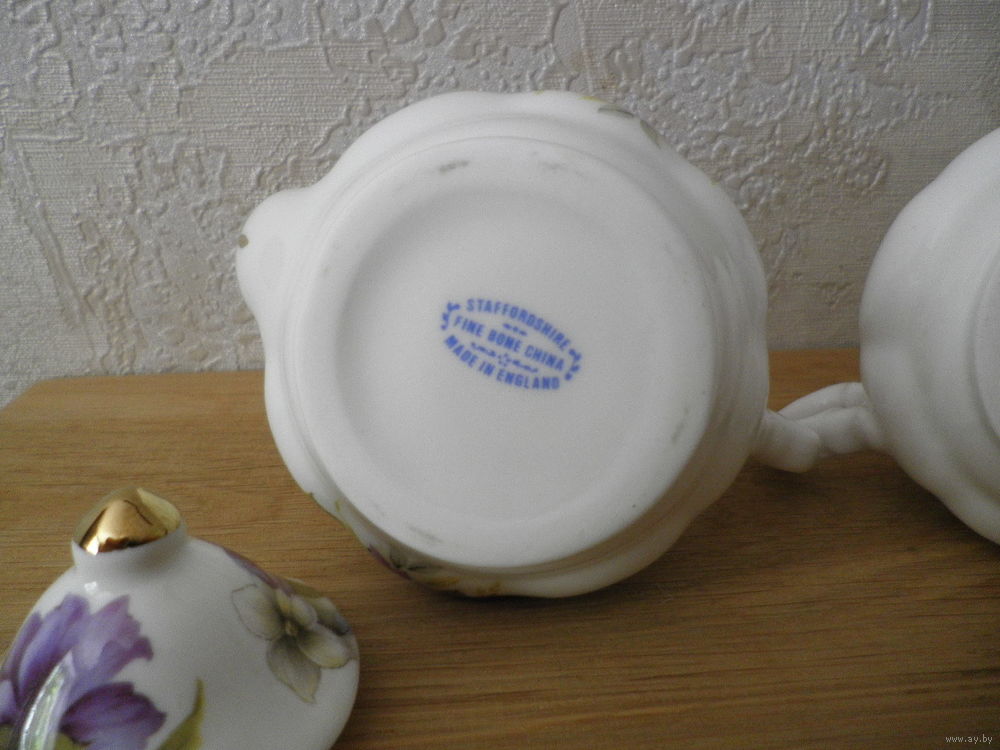 STAFFORDSHIRE
FINE BONE CHINA
MADE IN ENGLAND
www.ay.by